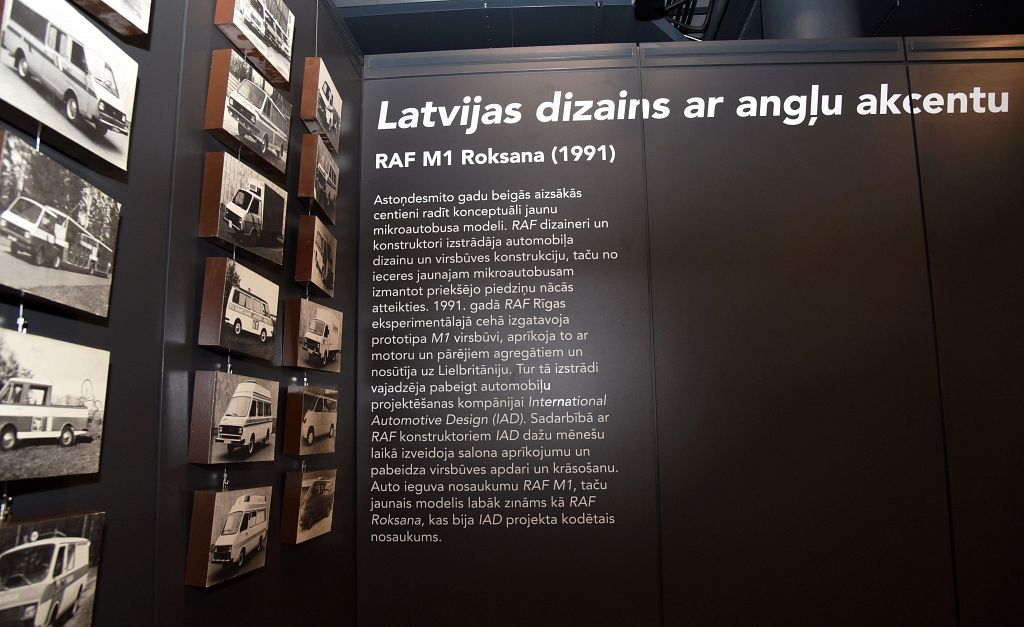 Latvijas dizains ar angļu akcentu
RAF M1 Roksana (1991)
Astoņdesmito gadu beigās aizsākās
centieni radīt konceptuāli jaunu
mikroautobusa modeli. RAF dizaineri un
konstruktori izstrādāja automobiļa
dizainu un virsbūves konstrukciju, taču no
ieceres jaunajam mikroautobusam
izmantot priekšējo piedziņu nācās
atteikties. 1991. gadā RAF Rīgas
eksperimentālajā cehā izgatavoja
prototipa M1 virsbūvi, aprīkoja to ar
motoru un pārējiem agregātiem un
nosūtīja uz Lielbritāniju. Tur tā izstrādi
vajadzēja pabeigt automobiļu
projektēšanas kompānijai International
Automotive Design (IAD). Sadarbībā ar
RAF konstruktoriem IAD dažu mēnešu
laikā izveidoja salona aprīkojumu un
pabeidza virsbūves apdari un krāsošanu.
Auto ieguva nosaukumu RAF M1, taču
jaunais modelis labāk zināms kā RAF
Roksana, kas bija IAD projekta kodētais
nosaukums.